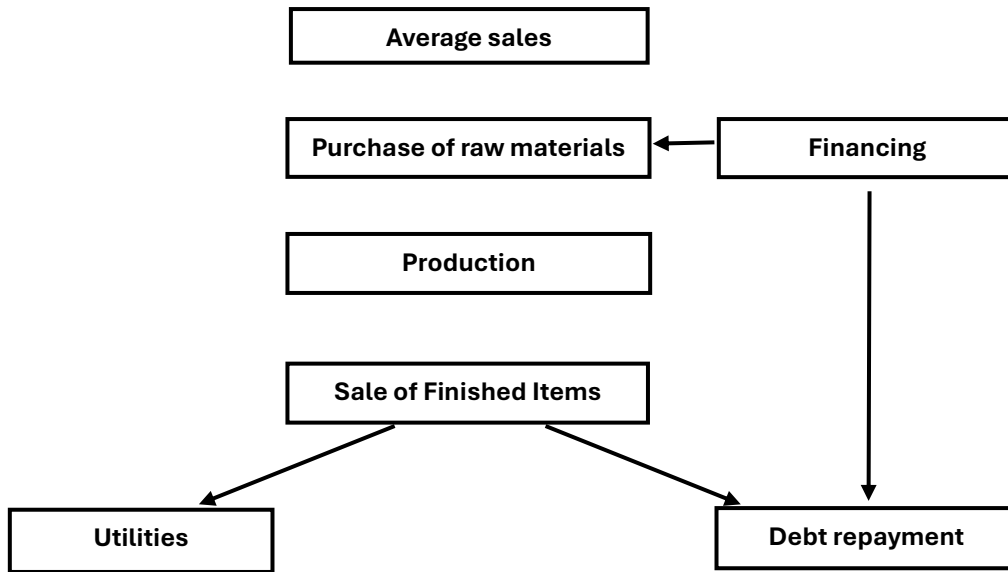 Average sales
Purchase of raw materials
Financing
Production
Sale of Finished Items
Utilities
Debt repayment